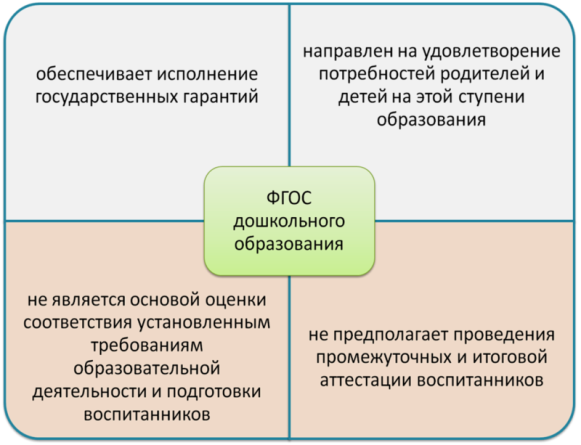 обеспечивает исполнение
государственных гарантий
направлен на удовлетворение
потребностей родителей и
детей на этой ступени
образования
ФГОС
дошкольного
образования
не является основой оценки
соответствия установленным
требованиям
образовательной
деятельности и подготовки
воспитанников
не предполагает проведения
промежуточных и итоговой
аттестации воспитанников